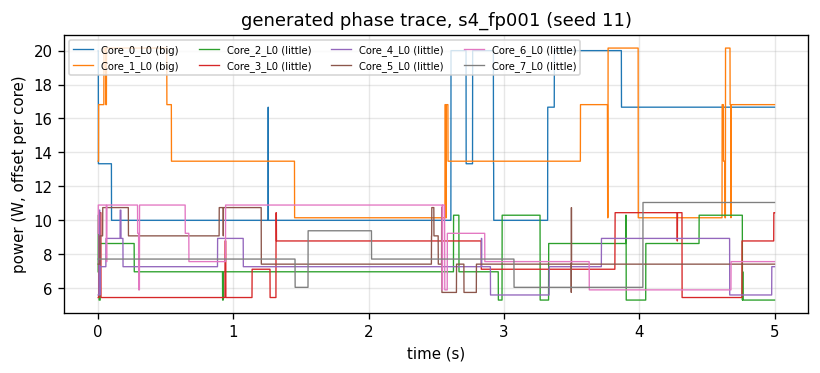 generated phase trace, s4_fp001 (seed 11)
Core_0_L0 (big) Core_2_L0 (little) Core_4_L0 (little) Core_6_L0 (little)
Core_1_L0 (big) Core_3_L0 (little) Core_5_L0 (little) Core_7_L0 (little)
power (W, offset per core)
20
18
16
14
12
10
8
6
0 1 2 3 4 5
time (s)